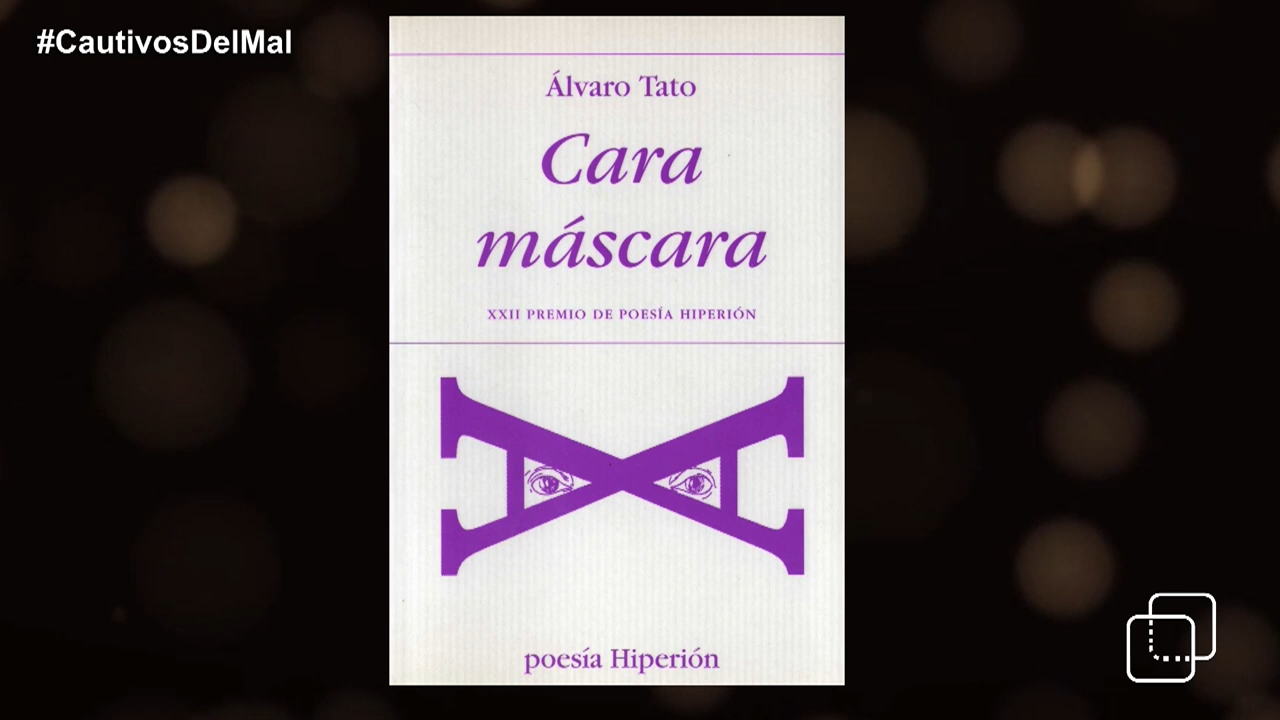 #CautivosDelMal
Álvaro Tato
Cara
máscara
XXII PREMIO DE POESÍA HIPERIÓN
poesía Hiperión